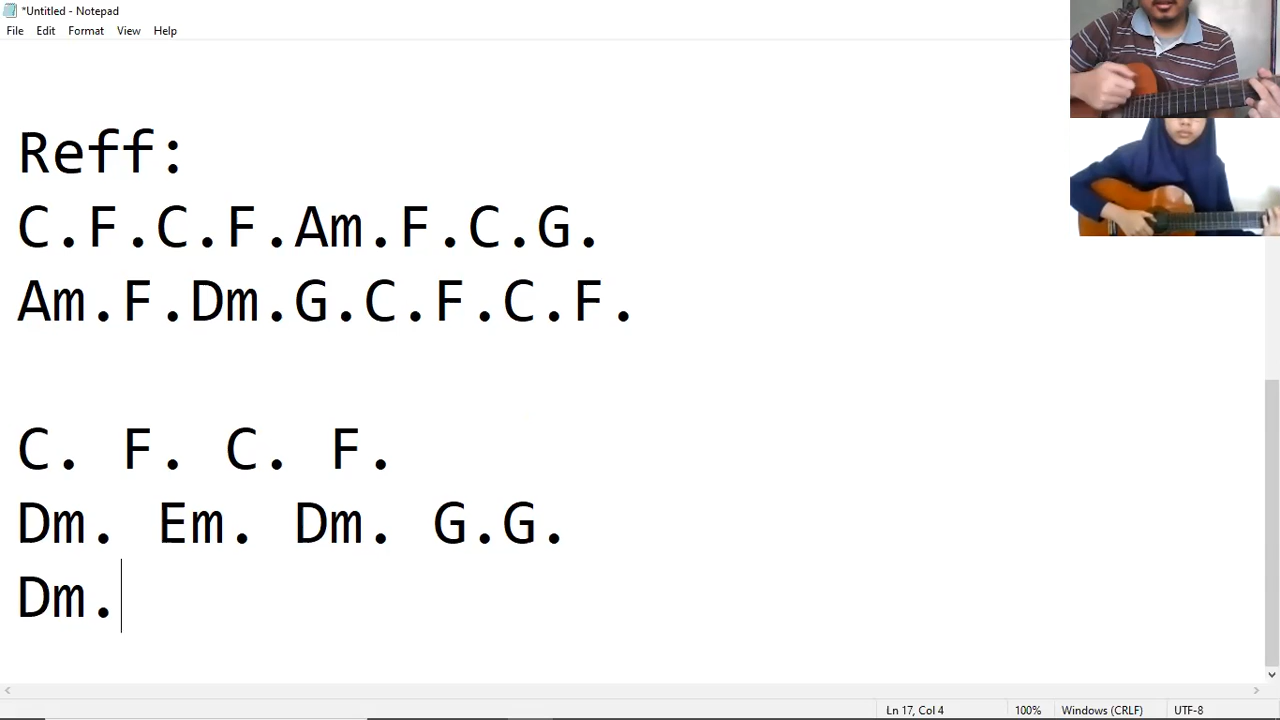 *Untitled - Notepad
File Edit Format View Help
Reff:
C.F.C.F.Am.F.C.G.
Am.F.Dm.G.C.F.C.F.
C. F. C. F.
Dm. Em. Dm. G.G.
Dm.
Ln 17, Col 4 100% Windows (CRLF) UTF-8